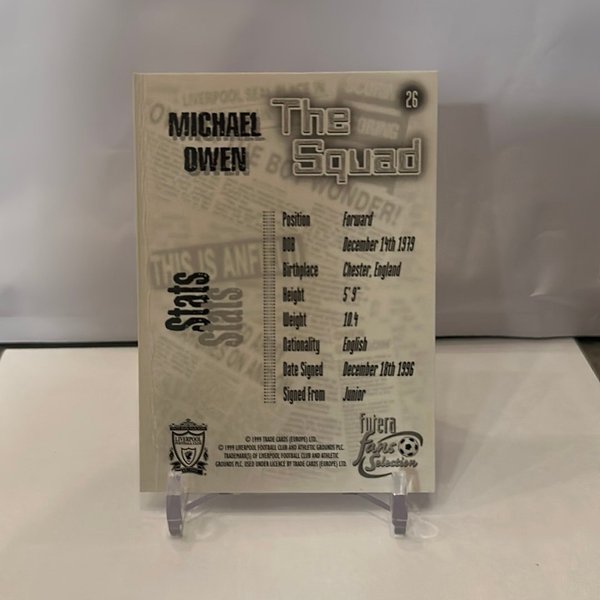 26
MICHAEL OWEN
The Squad
BOY WONDER!
THIS IS ANF
Stats
Stats
Position Forward
DOB December 14th 1979
Birthplace Chester, England
Height 5' 9"
Weight 10.4
Nationality English
Date Signed December 18th 1996
Signed From Junior
LIVERPOOL
© 1999 TRADE CARDS (EUROPE) LTD.
© 1999 LIVERPOOL FOOTBALL CLUB AND ATHLETIC GROUNDS PLC.
TRADEMARK(S) OF LIVERPOOL FOOTBALL CLUB AND ATHLETIC
GROUNDS PLC. USED UNDER LICENCE BY TRADE CARDS (EUROPE) LTD.
Futera
Fans
Selection